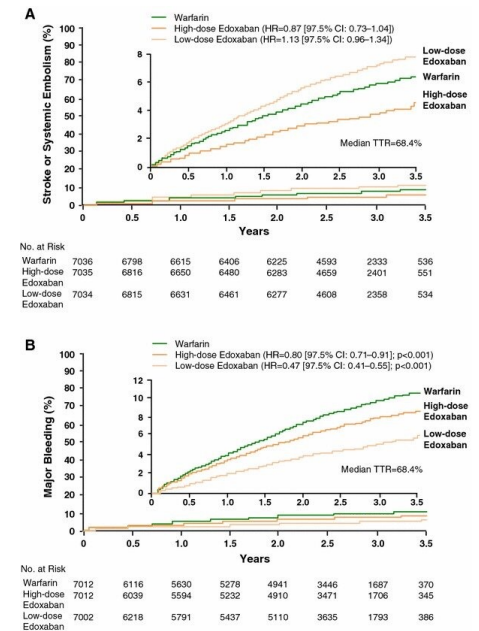 A
Warfarin
High-dose Edoxaban (HR=0.87 [97.5% CI: 0.73–1.04])
Low-dose Edoxaban (HR=1.13 [97.5% CI: 0.96–1.34])
Stroke or Systemic Embolism (%)
100
90
80
70
60
50
40
30
20
10
0
8
6
4
2
0
Low-dose
Edoxaban
Warfarin
High-dose
Edoxaban
Median TTR=68.4%
0 0.5 1.0 1.5 2.0 2.5 3.0 3.5
0 0.5 1.0 1.5 2.0 2.5 3.0 3.5
Years
No. at Risk
Warfarin 7036 6798 6615 6406 6225 4593 2333 536
High-dose 7035 6816 6650 6480 6283 4659 2401 551
Edoxaban
Low-dose 7034 6815 6631 6461 6277 4608 2358 534
Edoxaban
B
Warfarin
High-dose Edoxaban (HR=0.80 [97.5% CI: 0.71–0.91]; p<0.001)
Low-dose Edoxaban (HR=0.47 [97.5% CI: 0.41–0.55]; p<0.001)
Major Bleeding (%)
100
90
80
70
60
50
40
30
20
10
0
12
10
8
6
4
2
0
Warfarin
High-dose
Edoxaban
Low-dose
Edoxaban
Median TTR=68.4%
0 0.5 1.0 1.5 2.0 2.5 3.0 3.5
0 0.5 1.0 1.5 2.0 2.5 3.0 3.5
Years
No. at Risk
Warfarin 7012 6116 5630 5278 4941 3446 1687 370
High-dose 7012 6039 5594 5232 4910 3471 1706 345
Edoxaban
Low-dose 7002 6218 5791 5437 5110 3635 1793 386
Edoxaban